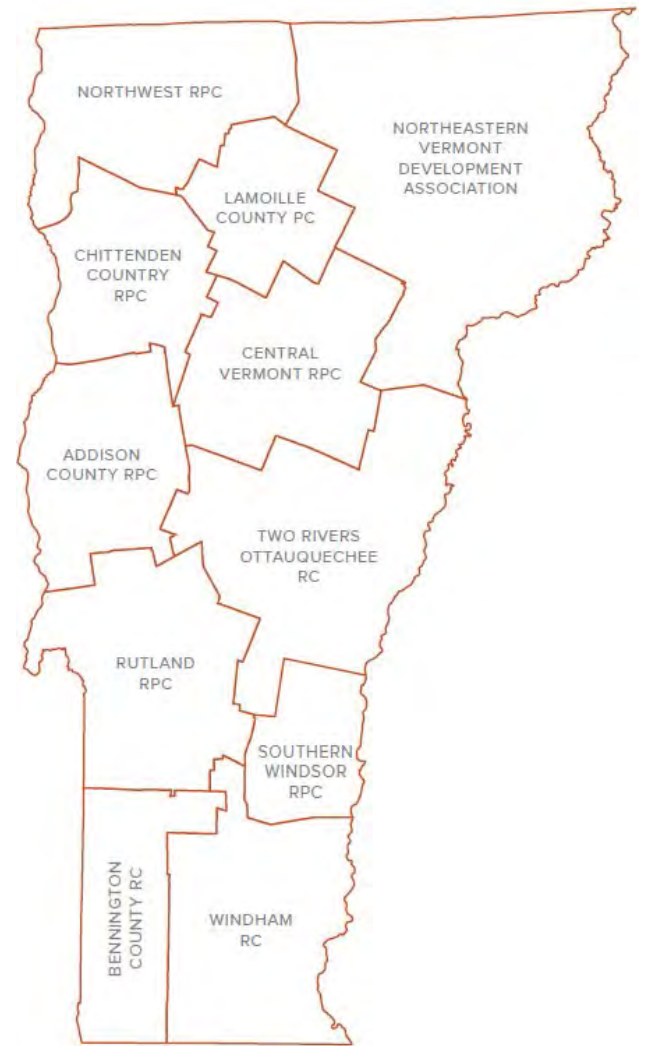 NORTHWEST RPC
NORTHEASTERN
VERMONT
DEVELOPMENT
ASSOCIATION
LAMOILLE
COUNTY PC
CHITTENDEN
COUNTRY
RPC
CENTRAL
VERMONT RPC
ADDISON
COUNTY RPC
TWO RIVERS
OTTAUQUECHEE
RC
RUTLAND
RPC
SOUTHERN
WINDSOR
RPC
BENNINGTON
COUNTY RC
WINDHAM
RC